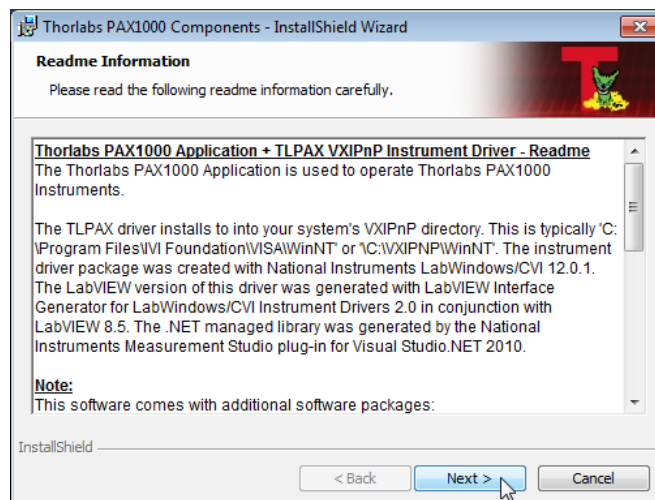 Thorlabs PAX1000 Components - InstallShield Wizard
Readme Information
Please read the following readme information carefully.
Thorlabs PAX1000 Application + TLPAX VXIPnP Instrument Driver - Readme
The Thorlabs PAX1000 Application is used to operate Thorlabs PAX1000
Instruments.
The TLPAX driver installs to into your system's VXIPnP directory. This is typically 'C:
\Program Files\IVI Foundation\VISA\WinNT' or '\C:\VXIPNP\WinNT'. The instrument
driver package was created with National Instruments LabWindows/CVI 12.0.1.
The LabVIEW version of this driver was generated with LabVIEW Interface
Generator for LabWindows/CVI Instrument Drivers 2.0 in conjunction with
LabVIEW 8.5. The .NET managed library was generated by the National
Instruments Measurement Studio plug-in for Visual Studio.NET 2010.
Note:
This software comes with additional software packages:
InstallShield
< Back
Next >
Cancel